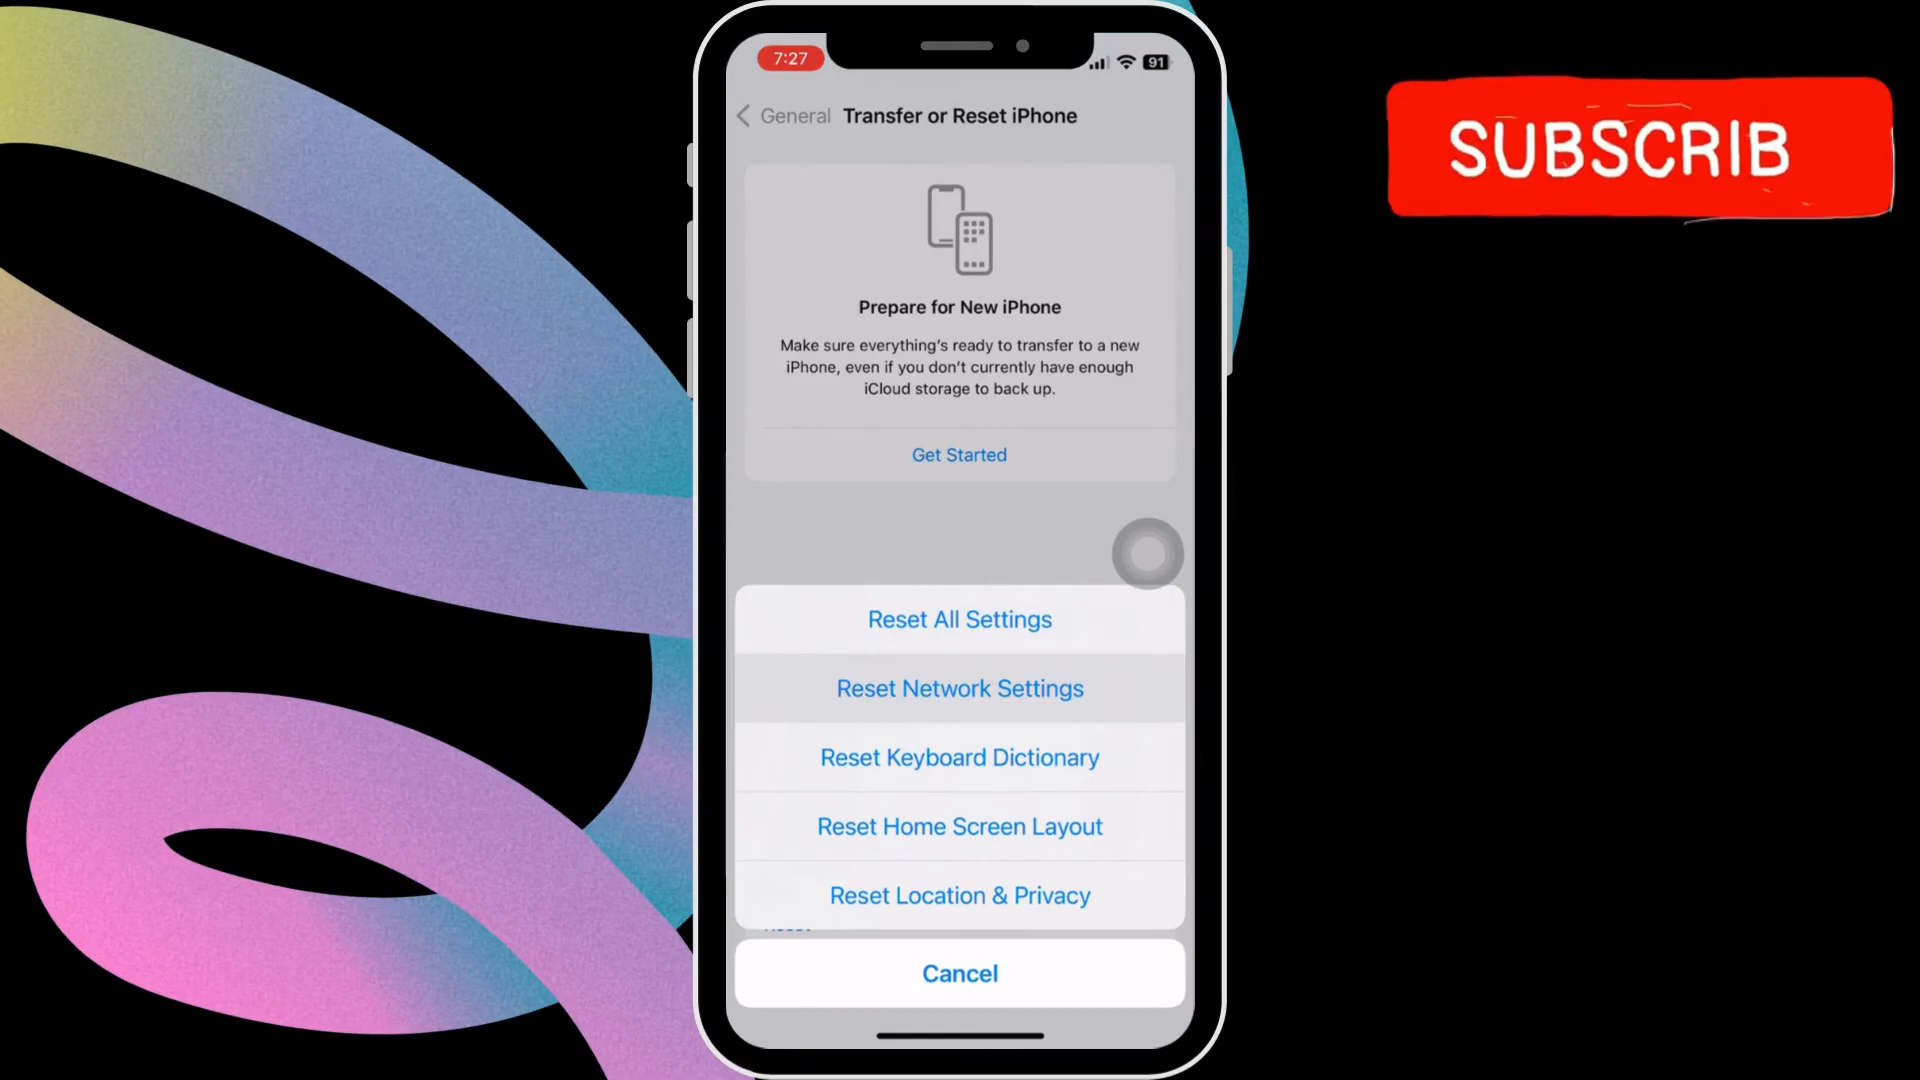 7:27
91
General
Transfer or Reset iPhone
SUBSCRIB
Prepare for New iPhone
Make sure everything's ready to transfer to a new
iPhone, even if you don't currently have enough
iCloud storage to back up.
Get Started
Reset All Settings
Reset Network Settings
Reset Keyboard Dictionary
Reset Home Screen Layout
Reset Location & Privacy
Cancel